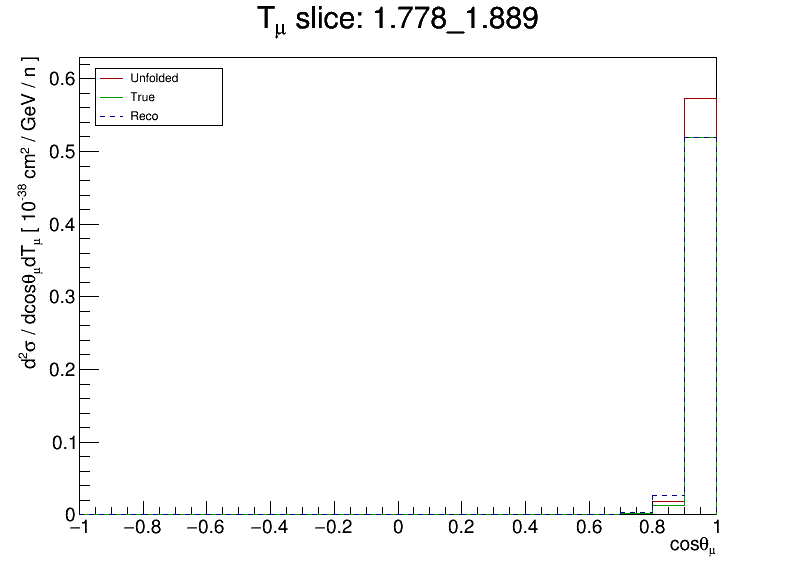 Tμ slice: 1.778_1.889
d²σ / dcosθμdTμ [ 10⁻³⁸ cm² / GeV / n ]
Unfolded
True
Reco
0.6
0.5
0.4
0.3
0.2
0.1
0
−1 −0.8 −0.6 −0.4 −0.2 0 0.2 0.4 0.6 0.8 1
cosθμ